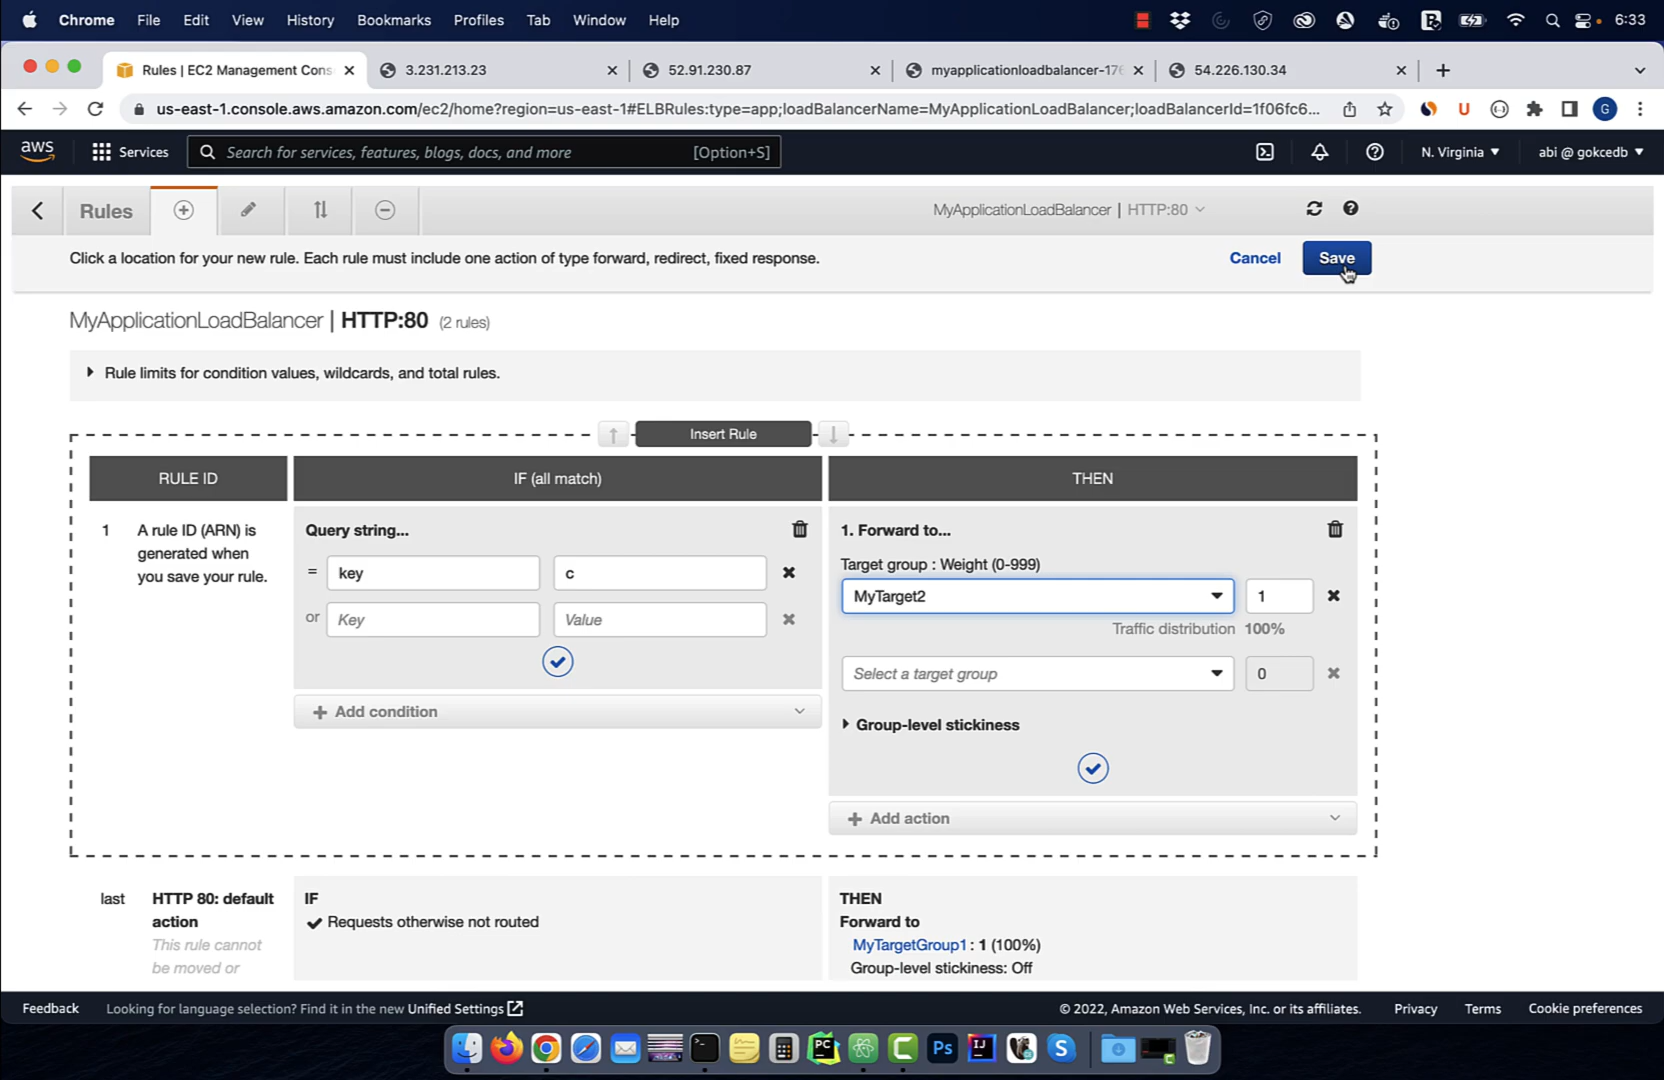 Chrome File Edit View History Bookmarks Profiles Tab Window Help 6:33
Rules | EC2 Management Cons 3.231.213.23 52.91.230.87 myapplicationloadbalancer-176 54.226.130.34
us-east-1.console.aws.amazon.com/ec2/home?region=us-east-1#ELBRules:type=app;loadBalancerName=MyApplicationLoadBalancer;loadBalancerId=1f06fc6... U G
aws Services Search for services, features, blogs, docs, and more [Option+S] N. Virginia abi @ gokcedb
Rules MyApplicationLoadBalancer | HTTP:80
Click a location for your new rule. Each rule must include one action of type forward, redirect, fixed response. Cancel Save
MyApplicationLoadBalancer | HTTP:80 (2 rules)
Rule limits for condition values, wildcards, and total rules.
Insert Rule
RULE ID IF (all match) THEN
1 A rule ID (ARN) is generated when you save your rule.
Query string...
= key c
or Key Value
+ Add condition
1. Forward to...
Target group : Weight (0-999)
MyTarget2 1
Traffic distribution 100%
Select a target group 0
Group-level stickiness
+ Add action
last HTTP 80: default action
This rule cannot be moved or
IF
Requests otherwise not routed
THEN
Forward to
MyTargetGroup1 : 1 (100%)
Group-level stickiness: Off
Feedback Looking for language selection? Find it in the new Unified Settings © 2022, Amazon Web Services, Inc. or its affiliates. Privacy Terms Cookie preferences
PC Ps IJ S